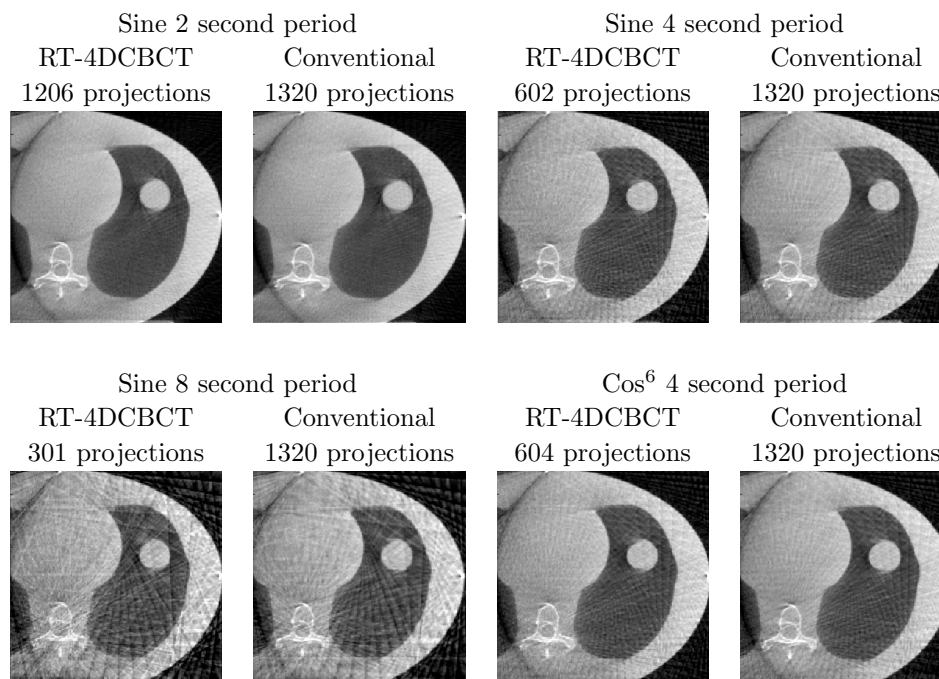 Sine 2 second period
RT-4DCBCT Conventional
1206 projections 1320 projections
Sine 4 second period
RT-4DCBCT Conventional
602 projections 1320 projections
Sine 8 second period
RT-4DCBCT Conventional
301 projections 1320 projections
Cos⁶ 4 second period
RT-4DCBCT Conventional
604 projections 1320 projections